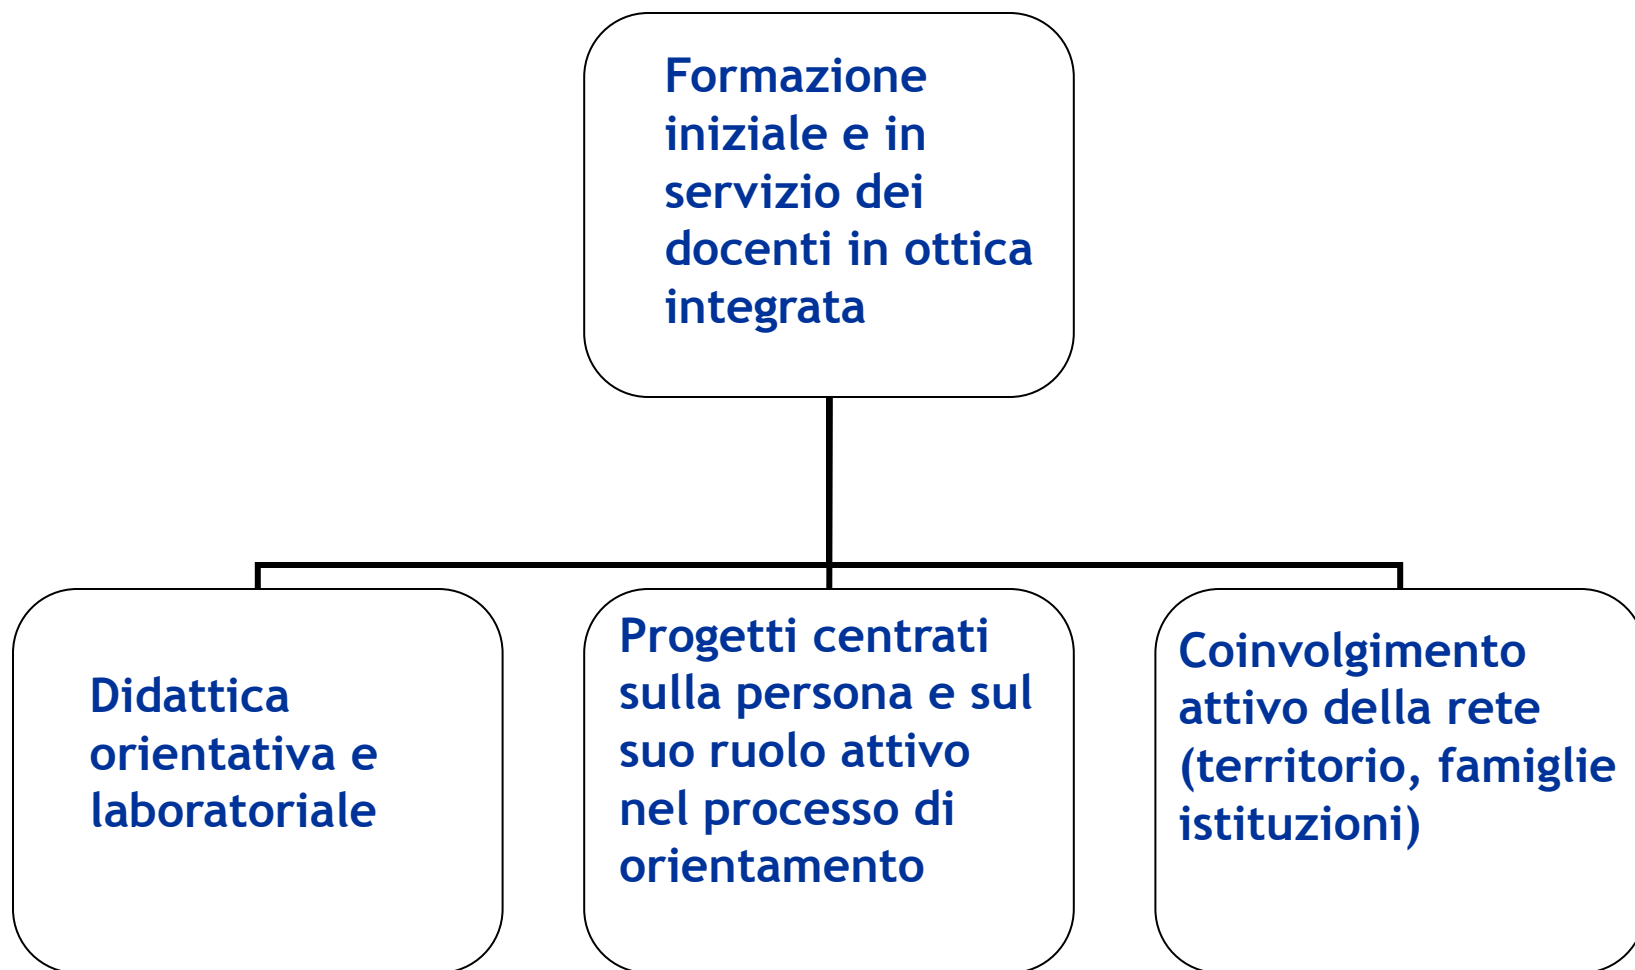 Formazione
iniziale e in
servizio dei
docenti in ottica
integrata
Didattica
orientativa e
laboratoriale
Progetti centrati
sulla persona e sul
suo ruolo attivo
nel processo di
orientamento
Coinvolgimento
attivo della rete
(territorio, famiglie
istituzioni)